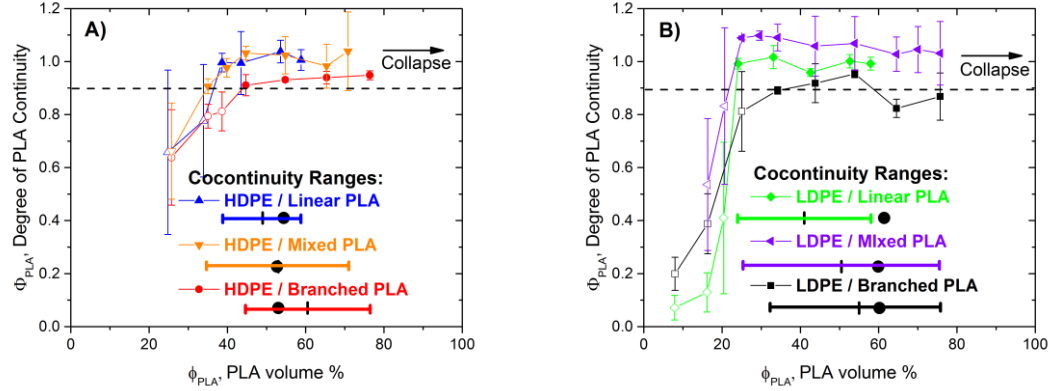 A)
Φ_PLA, Degree of PLA Continuity
1.2
1.0
0.8
0.6
0.4
0.2
0.0
Collapse
Cocontinuity Ranges:
HDPE / Linear PLA
HDPE / Mixed PLA
HDPE / Branched PLA
0 20 40 60 80 100
ϕ_PLA, PLA volume %
B)
Φ_PLA, Degree of PLA Continuity
1.2
1.0
0.8
0.6
0.4
0.2
0.0
Collapse
Cocontinuity Ranges:
LDPE / Linear PLA
LDPE / MIxed PLA
LDPE / Branched PLA
0 20 40 60 80 100
ϕ_PLA, PLA volume %